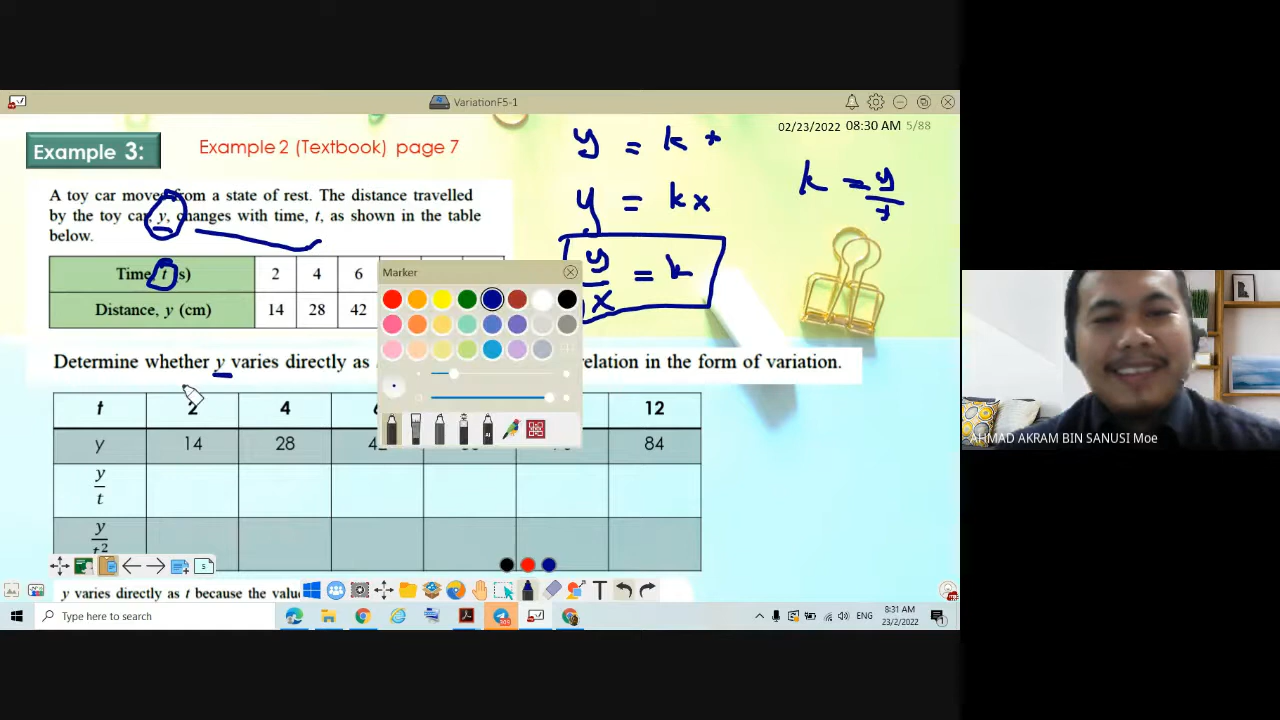 VariationF5-1
02/23/2022 08:30 AM 5/88
Example 3:
Example 2 (Textbook) page 7
y = k
y = kx
k = y
y/x = k
A toy car moves from a state of rest. The distance travelled
by the toy car, y, changes with time, t, as shown in the table
below.
Time, t (s) 2 4 6
Distance, y (cm) 14 28 42
Marker
Determine whether y varies directly as
relation in the form of variation.
t 2 4 12
y 14 28 84
y/t
y/t²
5
y varies directly as t because the
T
AHMAD AKRAM BIN SANUSI Moe
Type here to search
ENG
8:31 AM
23/2/2022